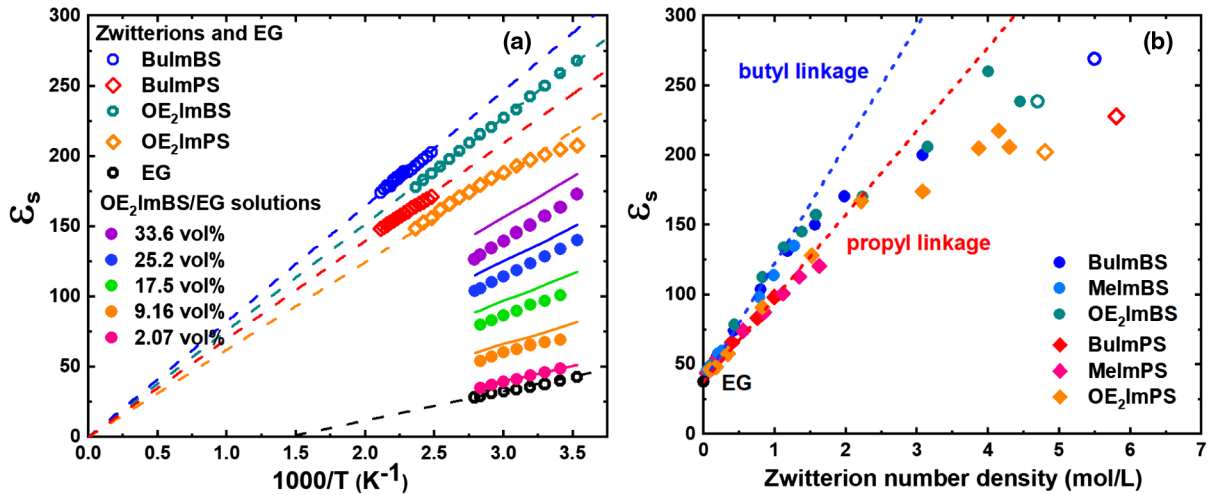 300
250
200
150
100
50
0
εs
Zwitterions and EG
BuImBS
BuImPS
OE2ImBS
OE2ImPS
EG
OE2ImBS/EG solutions
33.6 vol%
25.2 vol%
17.5 vol%
9.16 vol%
2.07 vol%
(a)
0.0 0.5 1.0 1.5 2.0 2.5 3.0 3.5
1000/T (K-1)
300
250
200
150
100
50
0
εs
(b)
butyl linkage
propyl linkage
EG
BuImBS
MeImBS
OE2ImBS
BuImPS
MeImPS
OE2ImPS
0 1 2 3 4 5 6 7
Zwitterion number density (mol/L)